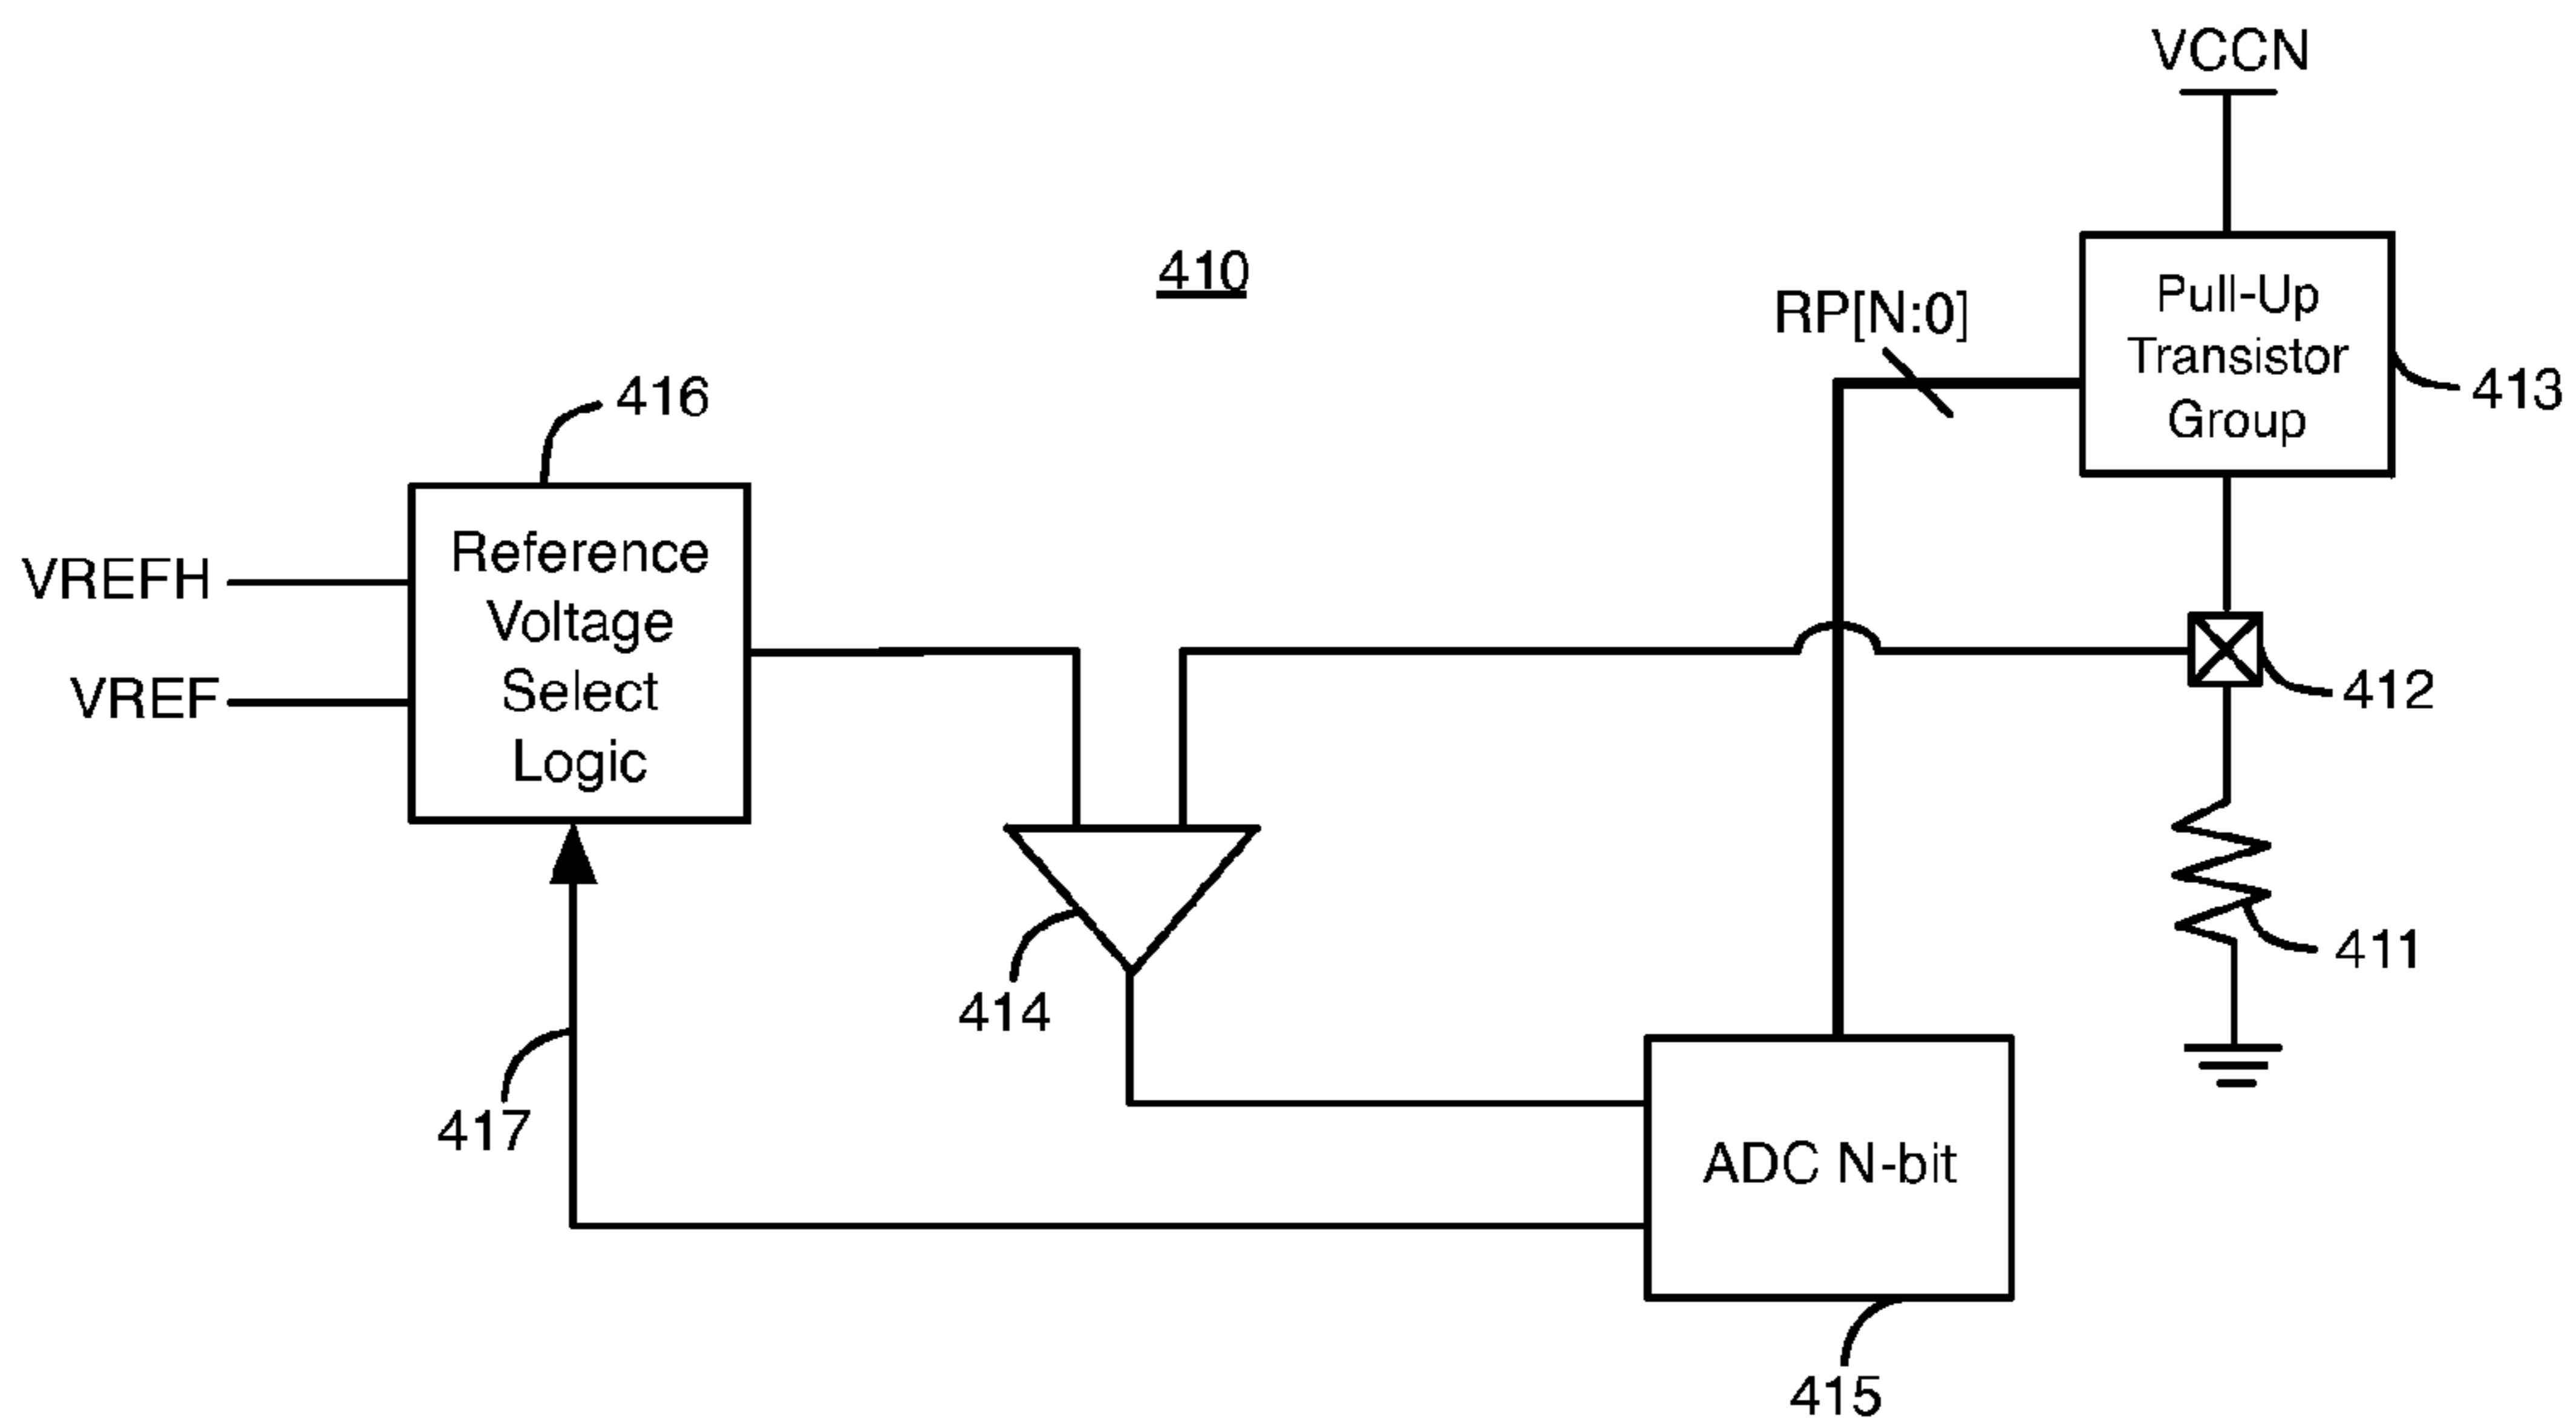 VCCN
410
RP[N:0]
Pull-Up
Transistor
Group
413
416
Reference
Voltage
Select
Logic
VREFH
VREF
412
411
414
417
ADC N-bit
415